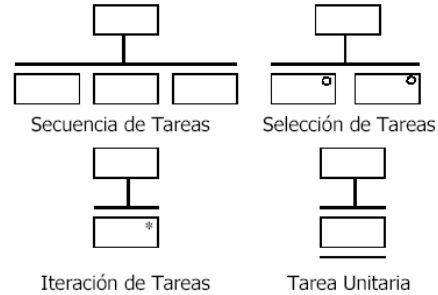 Secuencia de Tareas
Selección de Tareas
*
Iteración de Tareas
Tarea Unitaria